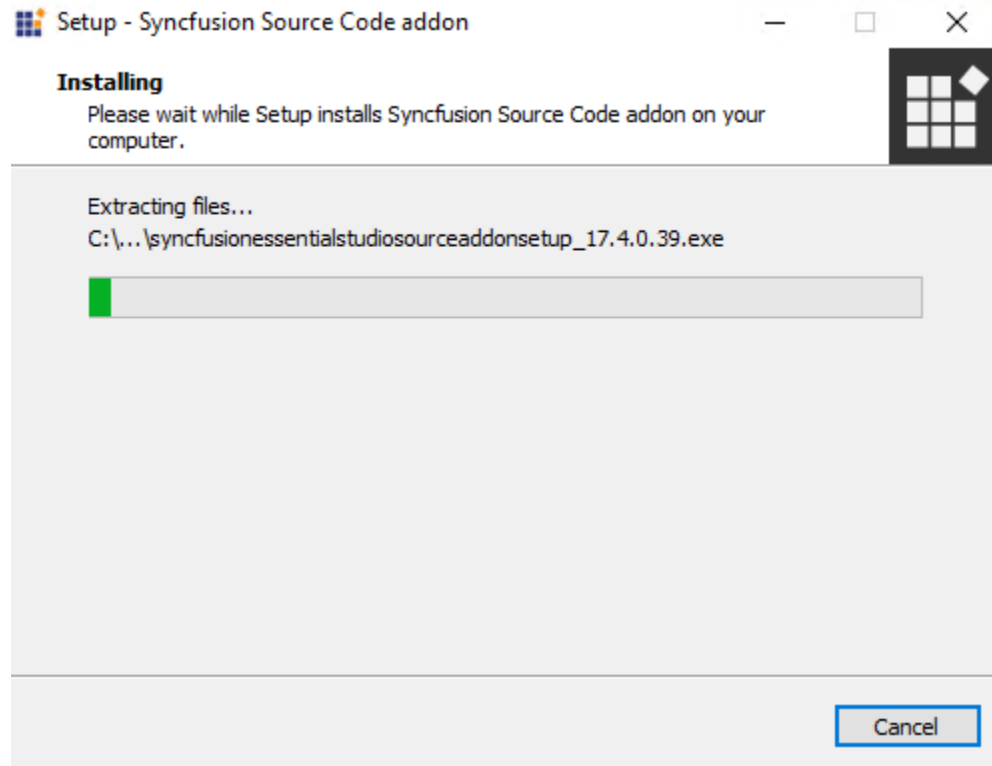 Setup - Syncfusion Source Code addon
Installing
Please wait while Setup installs Syncfusion Source Code addon on your
computer.
Extracting files...
C:\...\syncfusionessentialstudiosourceaddonsetup_17.4.0.39.exe
Cancel